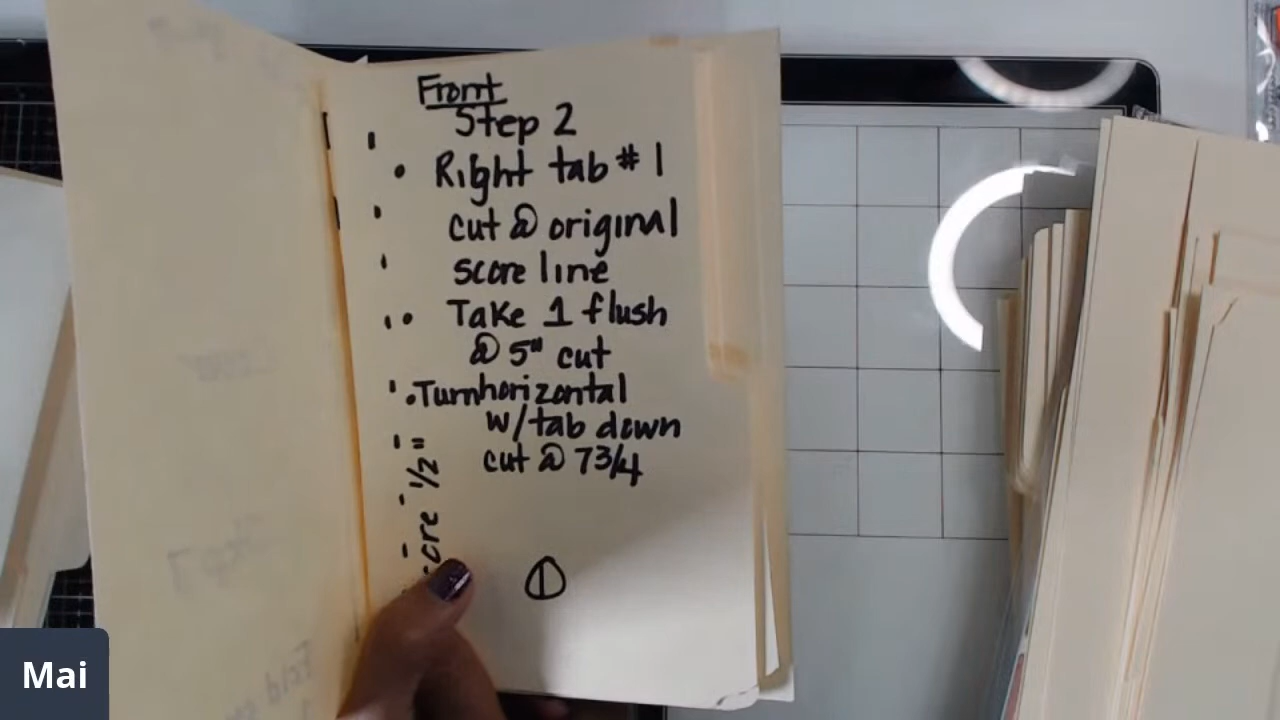 Front
Step 2
• Right tab #1
cut @ original
score line
• Take 1 flush
@ 5" cut
• Turn horizontal
w/tab down
cut @ 7 3/4
score 1/2"
①
Mai